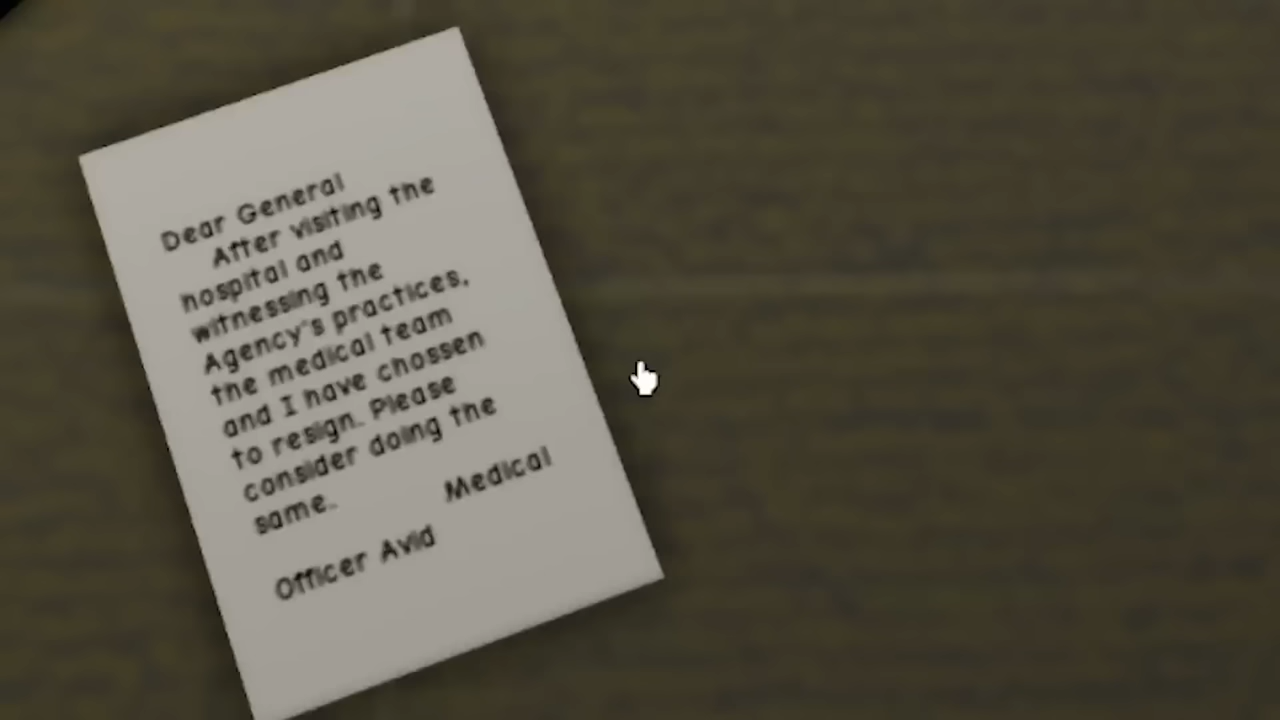 Dear General
After visiting the
hospital and
witnessing the
Agency's practices,
the medical team
and I have chossen
to resign. Please
consider doing the
same.
Medical
Officer Avid